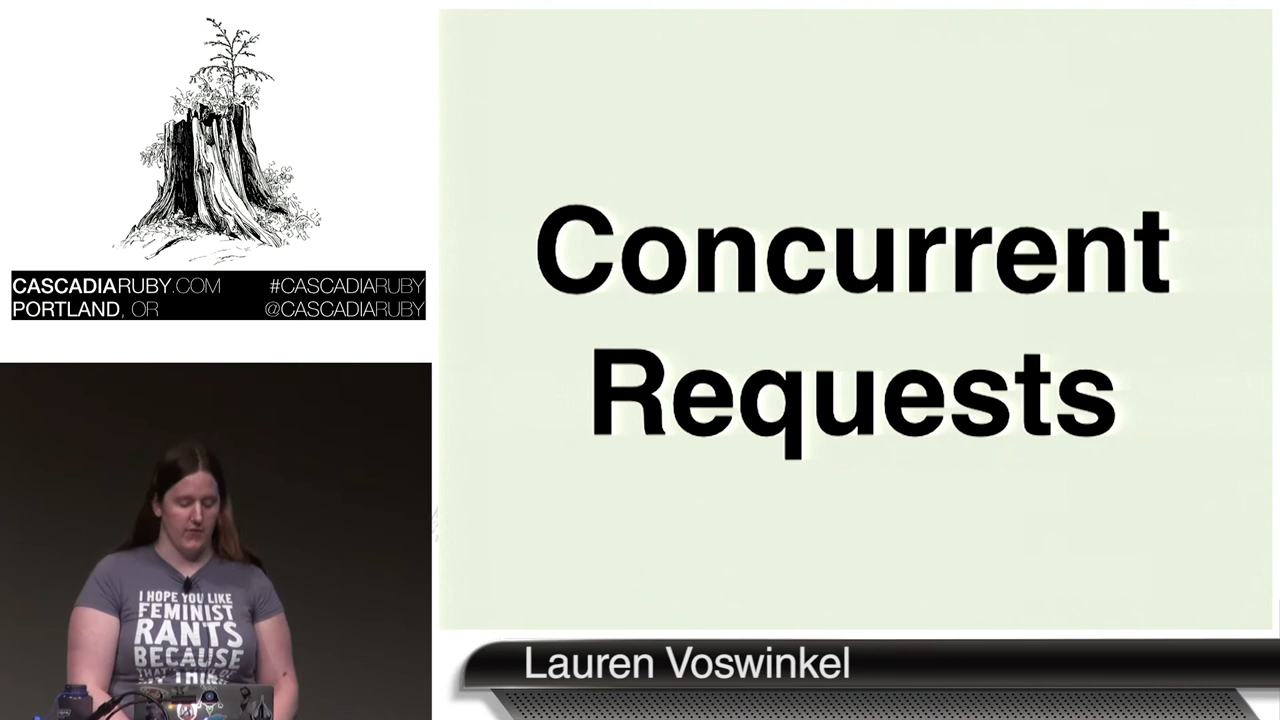 CASCADIARUBY.COM #CASCADIARUBY
PORTLAND, OR @CASCADIARUBY
Concurrent
Requests
I HOPE YOU LIKE
FEMINIST
RANTS
BECAUSE
Lauren Voswinkel